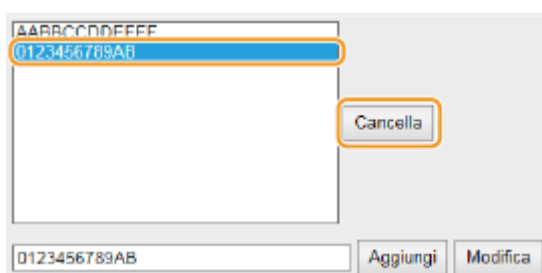 AABBCCDDEEFF
0123456789AB
Cancella
0123456789AB
Aggiungi
Modifica